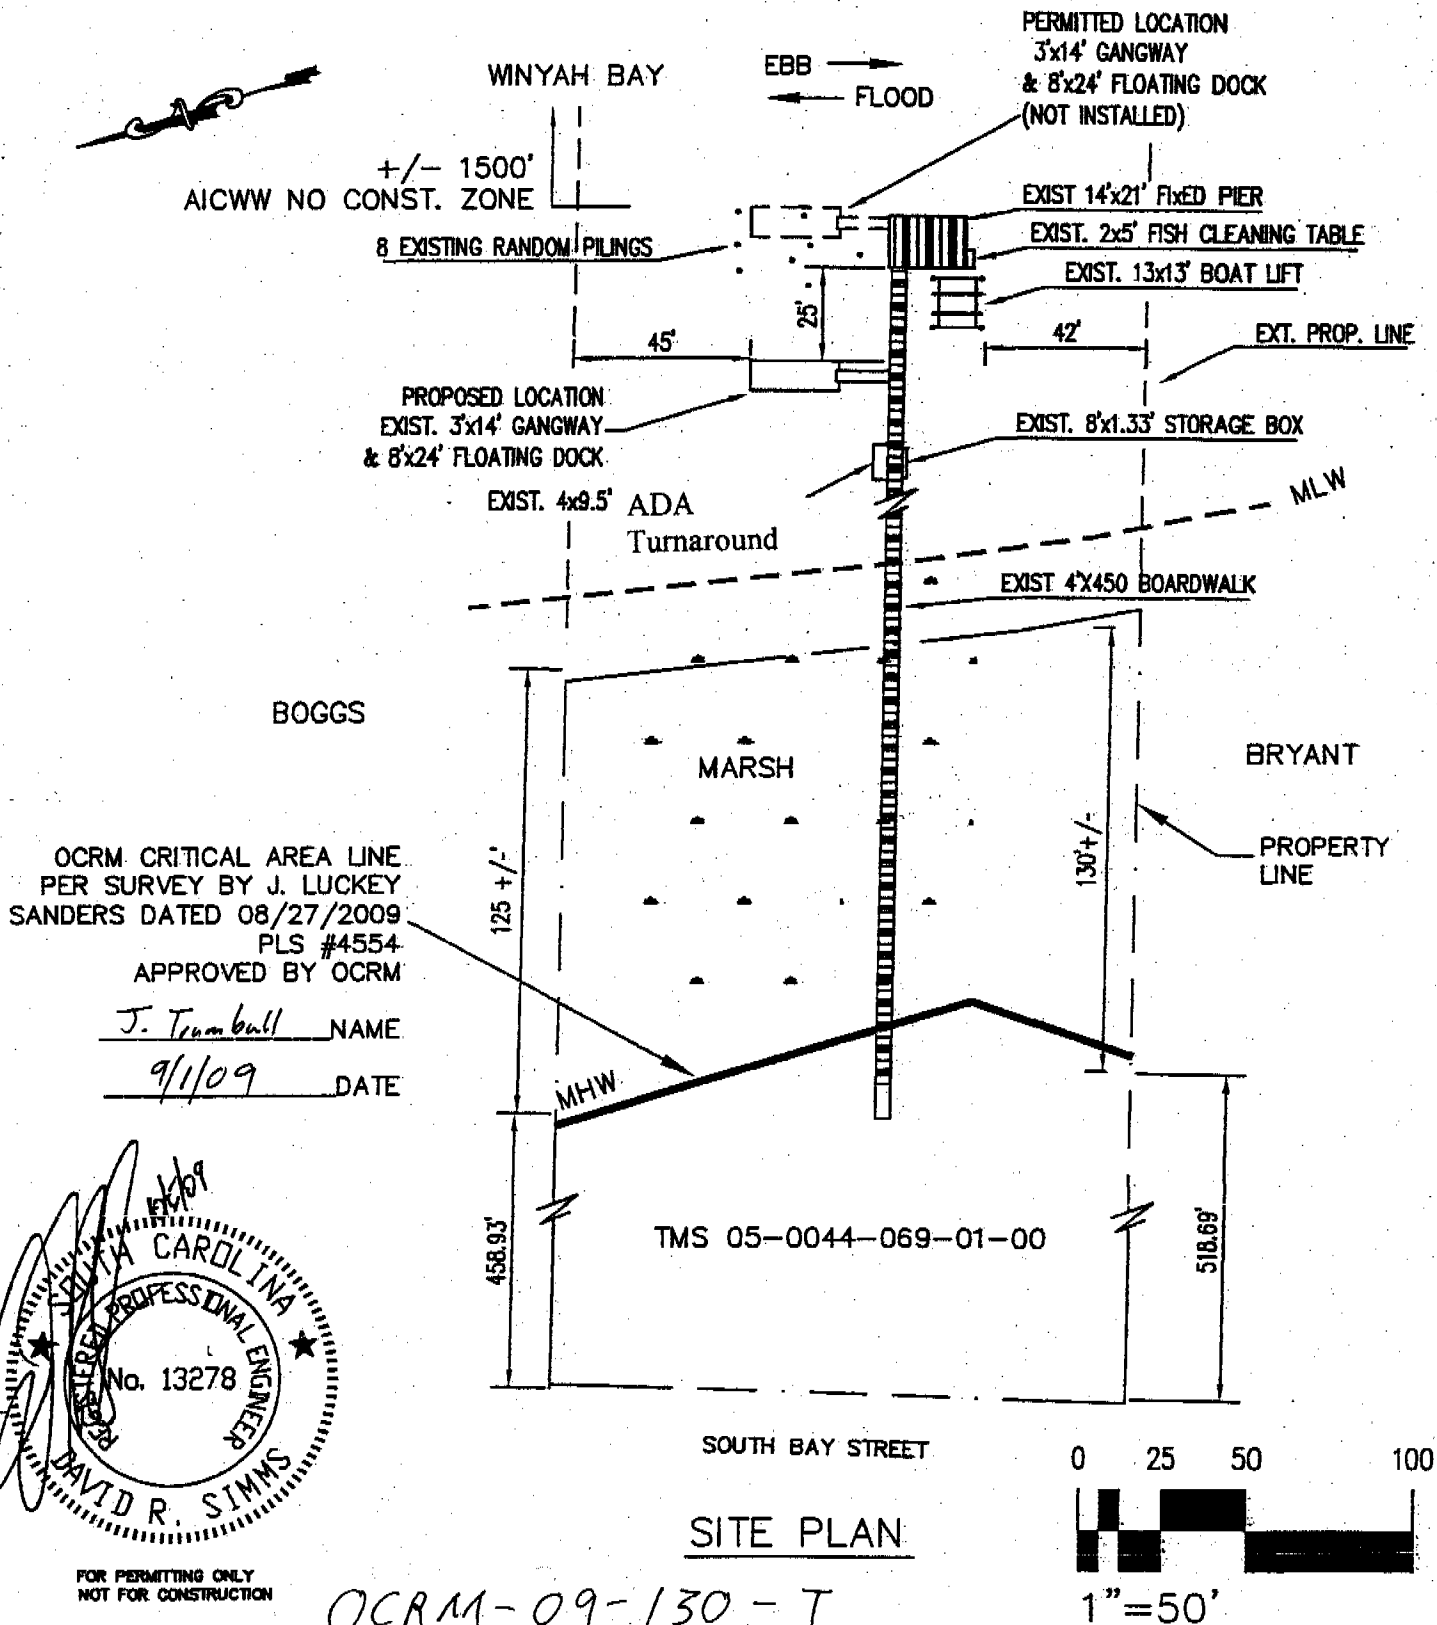 PERMITTED LOCATION
3'x14' GANGWAY
& 8'x24' FLOATING DOCK
(NOT INSTALLED)
WINYAH BAY
EBB
FLOOD
+/- 1500'
AICWW NO CONST. ZONE
8 EXISTING RANDOM PILINGS
EXIST 14'x21' FIXED PIER
EXIST. 2x5' FISH CLEANING TABLE
EXIST. 13x13' BOAT LIFT
25'
45'
42'
EXT. PROP. LINE
PROPOSED LOCATION
EXIST. 3'x14' GANGWAY
& 8'x24' FLOATING DOCK
EXIST. 8'x1.33' STORAGE BOX
EXIST. 4x9.5' ADA
Turnaround
MLW
EXIST 4'X450 BOARDWALK
BOGGS
MARSH
BRYANT
PROPERTY
LINE
125 +/-'
130'+/-
OCRM CRITICAL AREA LINE
PER SURVEY BY J. LUCKEY
SANDERS DATED 08/27/2009
PLS #4554
APPROVED BY OCRM
J. Trumbull NAME
9/1/09 DATE
MHW
458.93'
TMS 05-0044-069-01-00
518.69'
SOUTH CAROLINA
REGISTERED PROFESSIONAL ENGINEER
No. 13278
DAVID R. SIMMS
SOUTH BAY STREET
0 25 50 100
SITE PLAN
1"=50'
FOR PERMITTING ONLY
NOT FOR CONSTRUCTION
OCRM-09-130-T